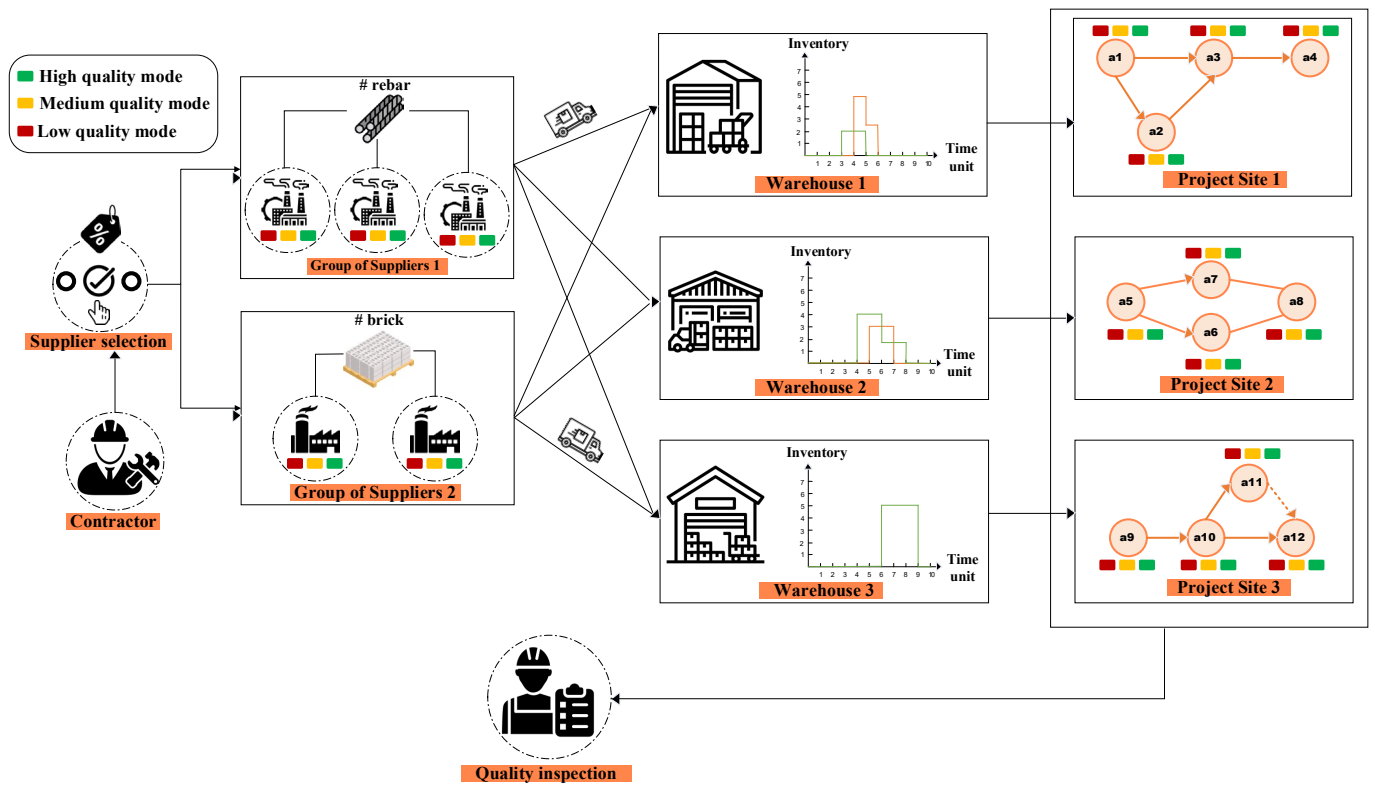 High quality mode
Medium quality mode
Low quality mode
%
Supplier selection
Contractor
# rebar
Group of Suppliers 1
# brick
Group of Suppliers 2
Inventory
7
6
5
4
3
2
1
1 2 3 4 5 6 7 8 9 10
Time
unit
Warehouse 1
Inventory
7
6
5
4
3
2
1
1 2 3 4 5 6 7 8 9 10
Time
unit
Warehouse 2
Inventory
7
6
5
4
3
2
1
1 2 3 4 5 6 7 8 9 10
Time
unit
Warehouse 3
a1
a3
a4
a2
Project Site 1
a7
a5
a8
a6
Project Site 2
a11
a9
a10
a12
Project Site 3
Quality inspection